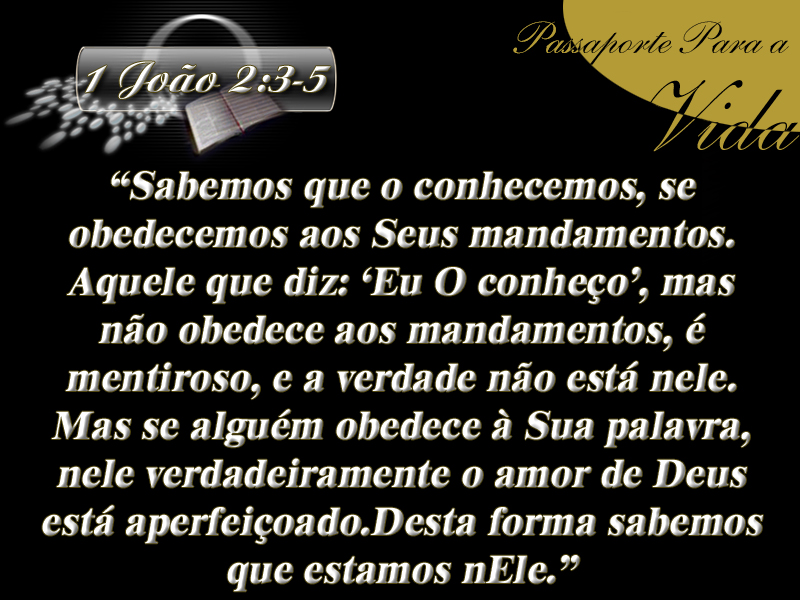 1 João 2:3-5
Passaporte Para a
Vida
“Sabemos que o conhecemos, se
obedecemos aos Seus mandamentos.
Aquele que diz: ‘Eu O conheço’, mas
não obedece aos mandamentos, é
mentiroso, e a verdade não está nele.
Mas se alguém obedece à Sua palavra,
nele verdadeiramente o amor de Deus
está aperfeiçoado.Desta forma sabemos
que estamos nEle.”